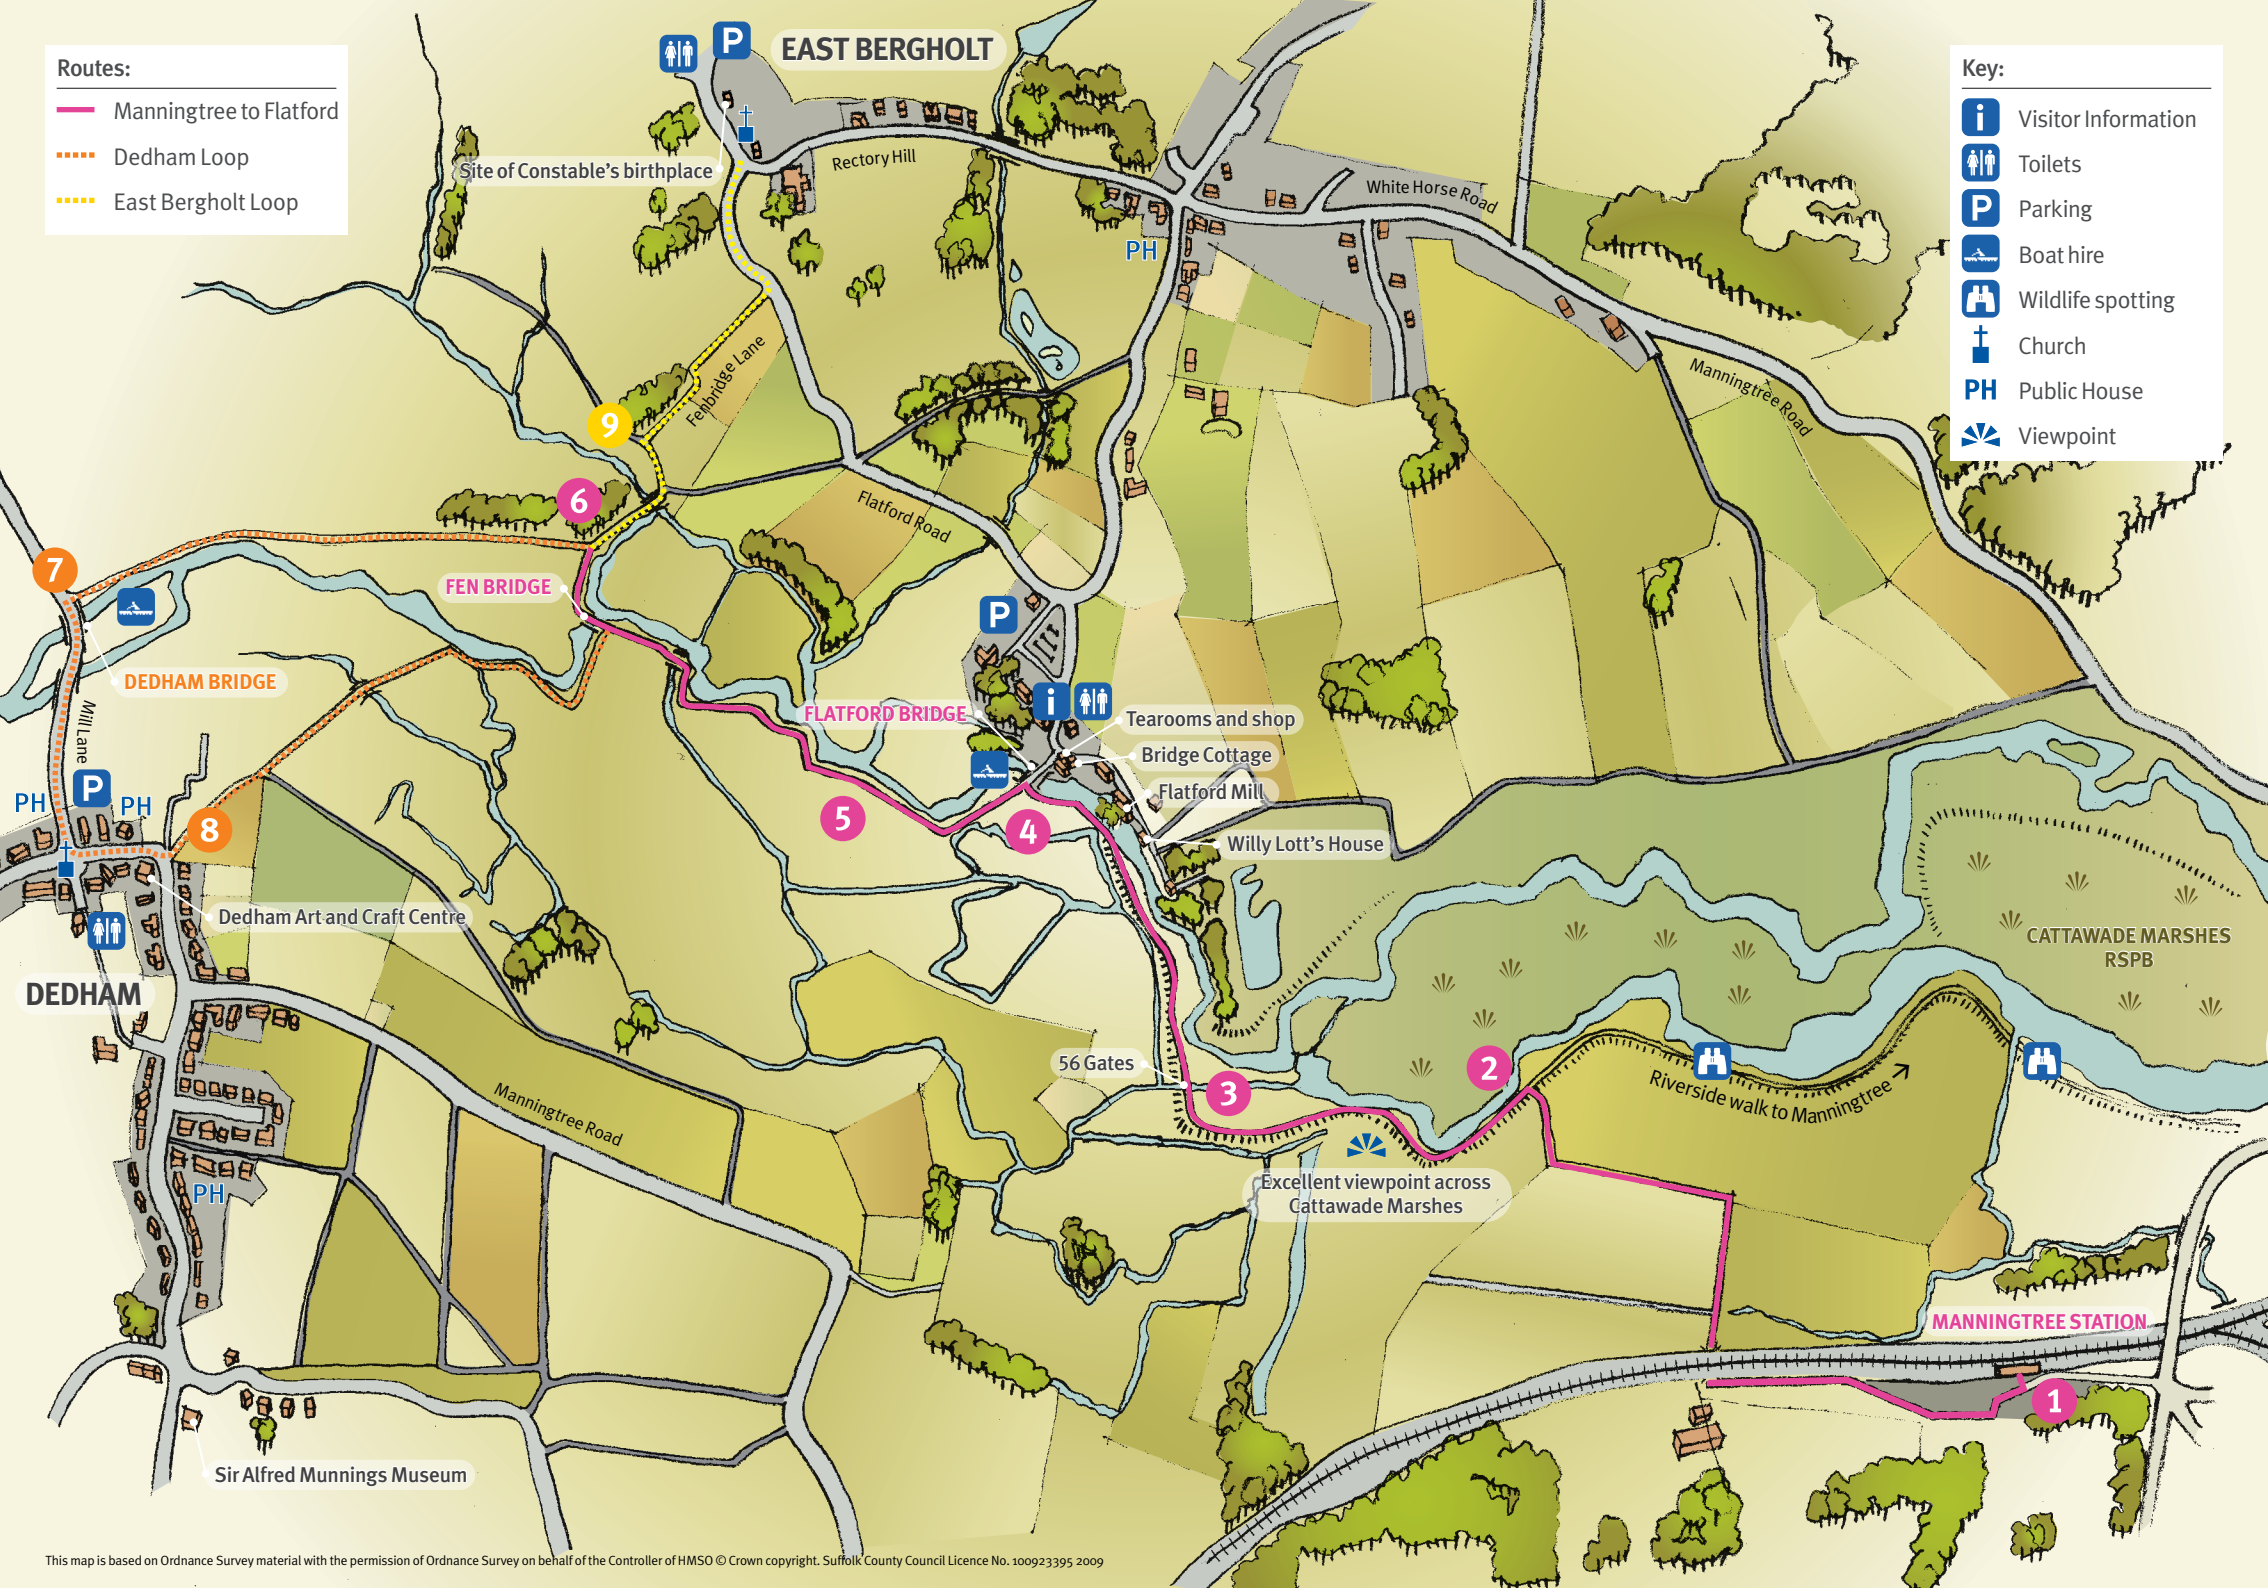 Routes:
Manningtree to Flatford
Dedham Loop
East Bergholt Loop
P
EAST BERGHOLT
Site of Constable's birthplace
Rectory Hill
White Horse Road
PH
Key:
i
Visitor Information
Toilets
P
Parking
Boat hire
Wildlife spotting
Church
PH
Public House
Viewpoint
Manningtree Road
Fenbridge Lane
9
6
Flatford Road
7
FEN BRIDGE
P
DEDHAM BRIDGE
Mill Lane
FLATFORD BRIDGE
i
Tearooms and shop
Bridge Cottage
Flatford Mill
Willy Lott's House
PH
P
PH
8
5
4
Dedham Art and Craft Centre
DEDHAM
CATTAWADE MARSHES
RSPB
56 Gates
3
2
Riverside walk to Manningtree
Manningtree Road
Excellent viewpoint across
Cattawade Marshes
PH
MANNINGTREE STATION
1
Sir Alfred Munnings Museum
This map is based on Ordnance Survey material with the permission of Ordnance Survey on behalf of the Controller of HMSO © Crown copyright. Suffolk County Council Licence No. 100923395 2009